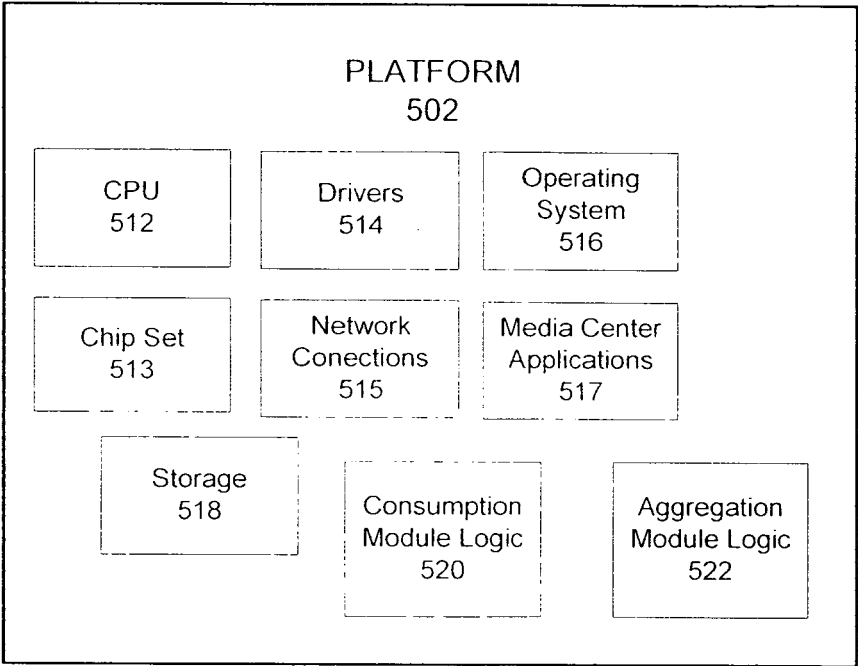 PLATFORM
502
CPU
512
Drivers
514
Operating
System
516
Chip Set
513
Network
Conections
515
Media Center
Applications
517
Storage
518
Consumption
Module Logic
520
Aggregation
Module Logic
522